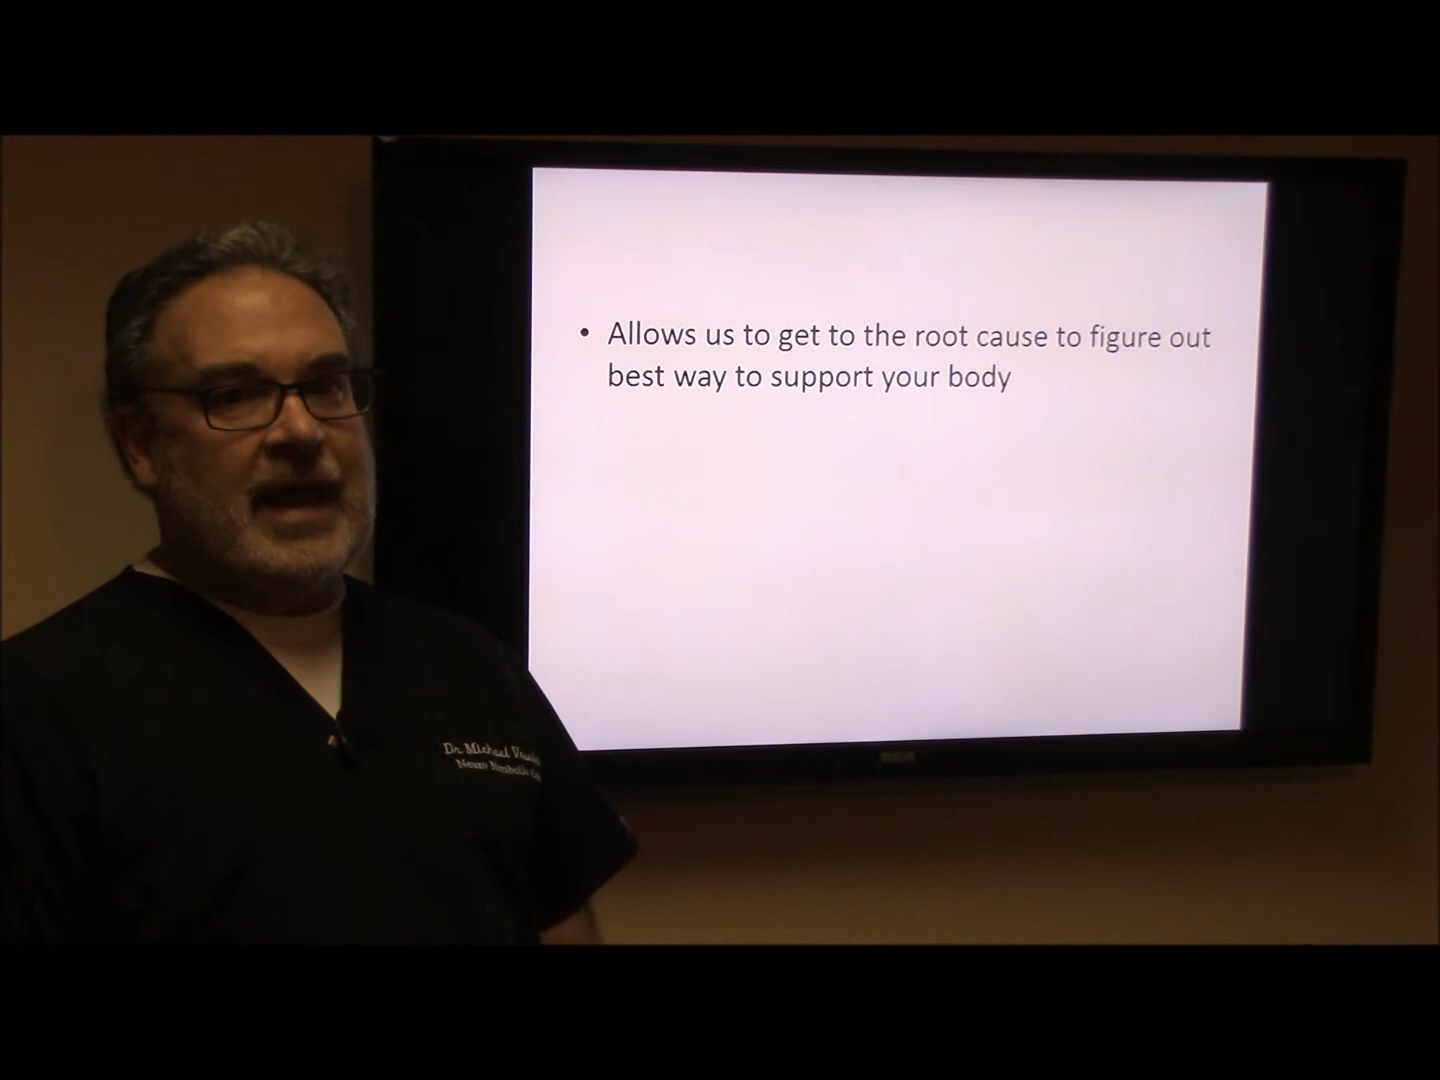 • Allows us to get to the root cause to figure out
best way to support your body
Dr. Michael
Neuro
RCA